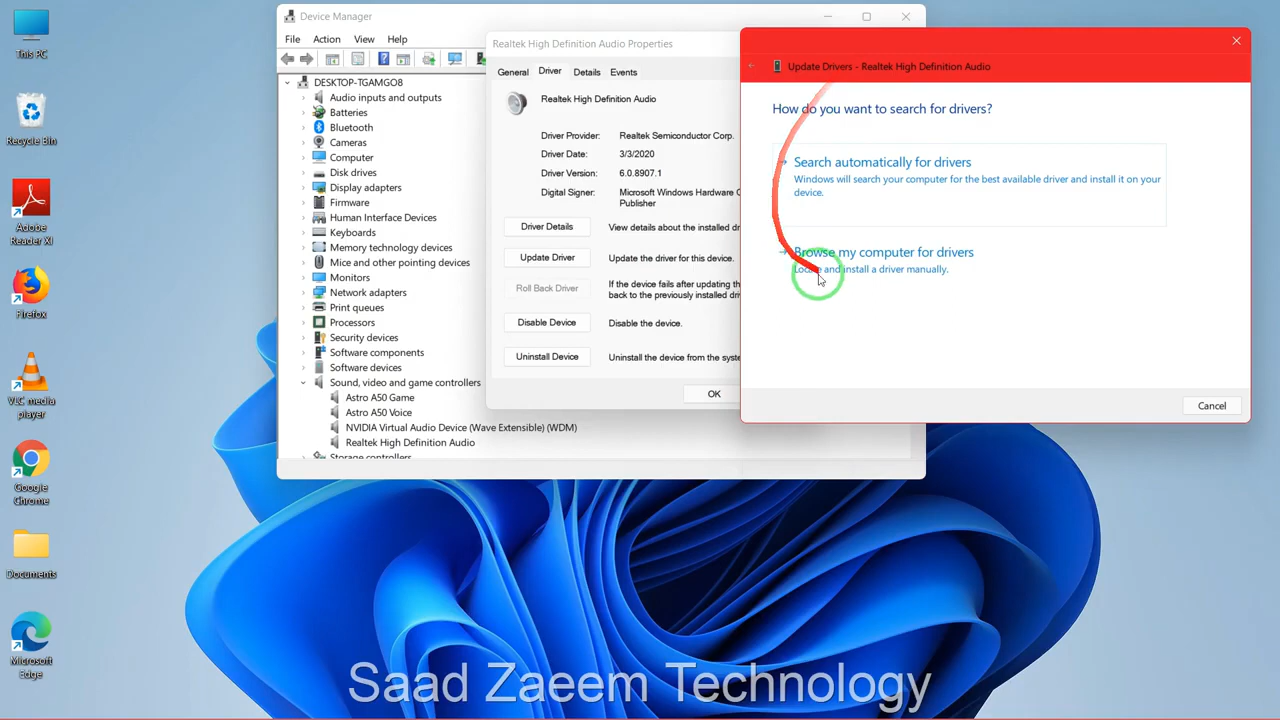 This PC
Recycle Bin
Adobe
Reader XI
Firefox
VLC media
player
Google
Chrome
Documents
Microsoft
Edge
Device Manager
File Action View Help
DESKTOP-TGAMGO8
Audio inputs and outputs
Batteries
Bluetooth
Cameras
Computer
Disk drives
Display adapters
Firmware
Human Interface Devices
Keyboards
Memory technology devices
Mice and other pointing devices
Monitors
Network adapters
Print queues
Processors
Security devices
Software components
Software devices
Sound, video and game controllers
Astro A50 Game
Astro A50 Voice
NVIDIA Virtual Audio Device (Wave Extensible) (WDM)
Realtek High Definition Audio
Storage controllers
Realtek High Definition Audio Properties
General Driver Details Events
Realtek High Definition Audio
Driver Provider: Realtek Semiconductor Corp.
Driver Date: 3/3/2020
Driver Version: 6.0.8907.1
Digital Signer: Microsoft Windows Hardware C
Publisher
Driver Details View details about the installed dr
Update Driver Update the driver for this device.
Roll Back Driver If the device fails after updating th
back to the previously installed driv
Disable Device Disable the device.
Uninstall Device Uninstall the device from the syste
OK
Update Drivers - Realtek High Definition Audio
How do you want to search for drivers?
Search automatically for drivers
Windows will search your computer for the best available driver and install it on your
device.
Browse my computer for drivers
Locate and install a driver manually.
Cancel
Saad Zaeem Technology